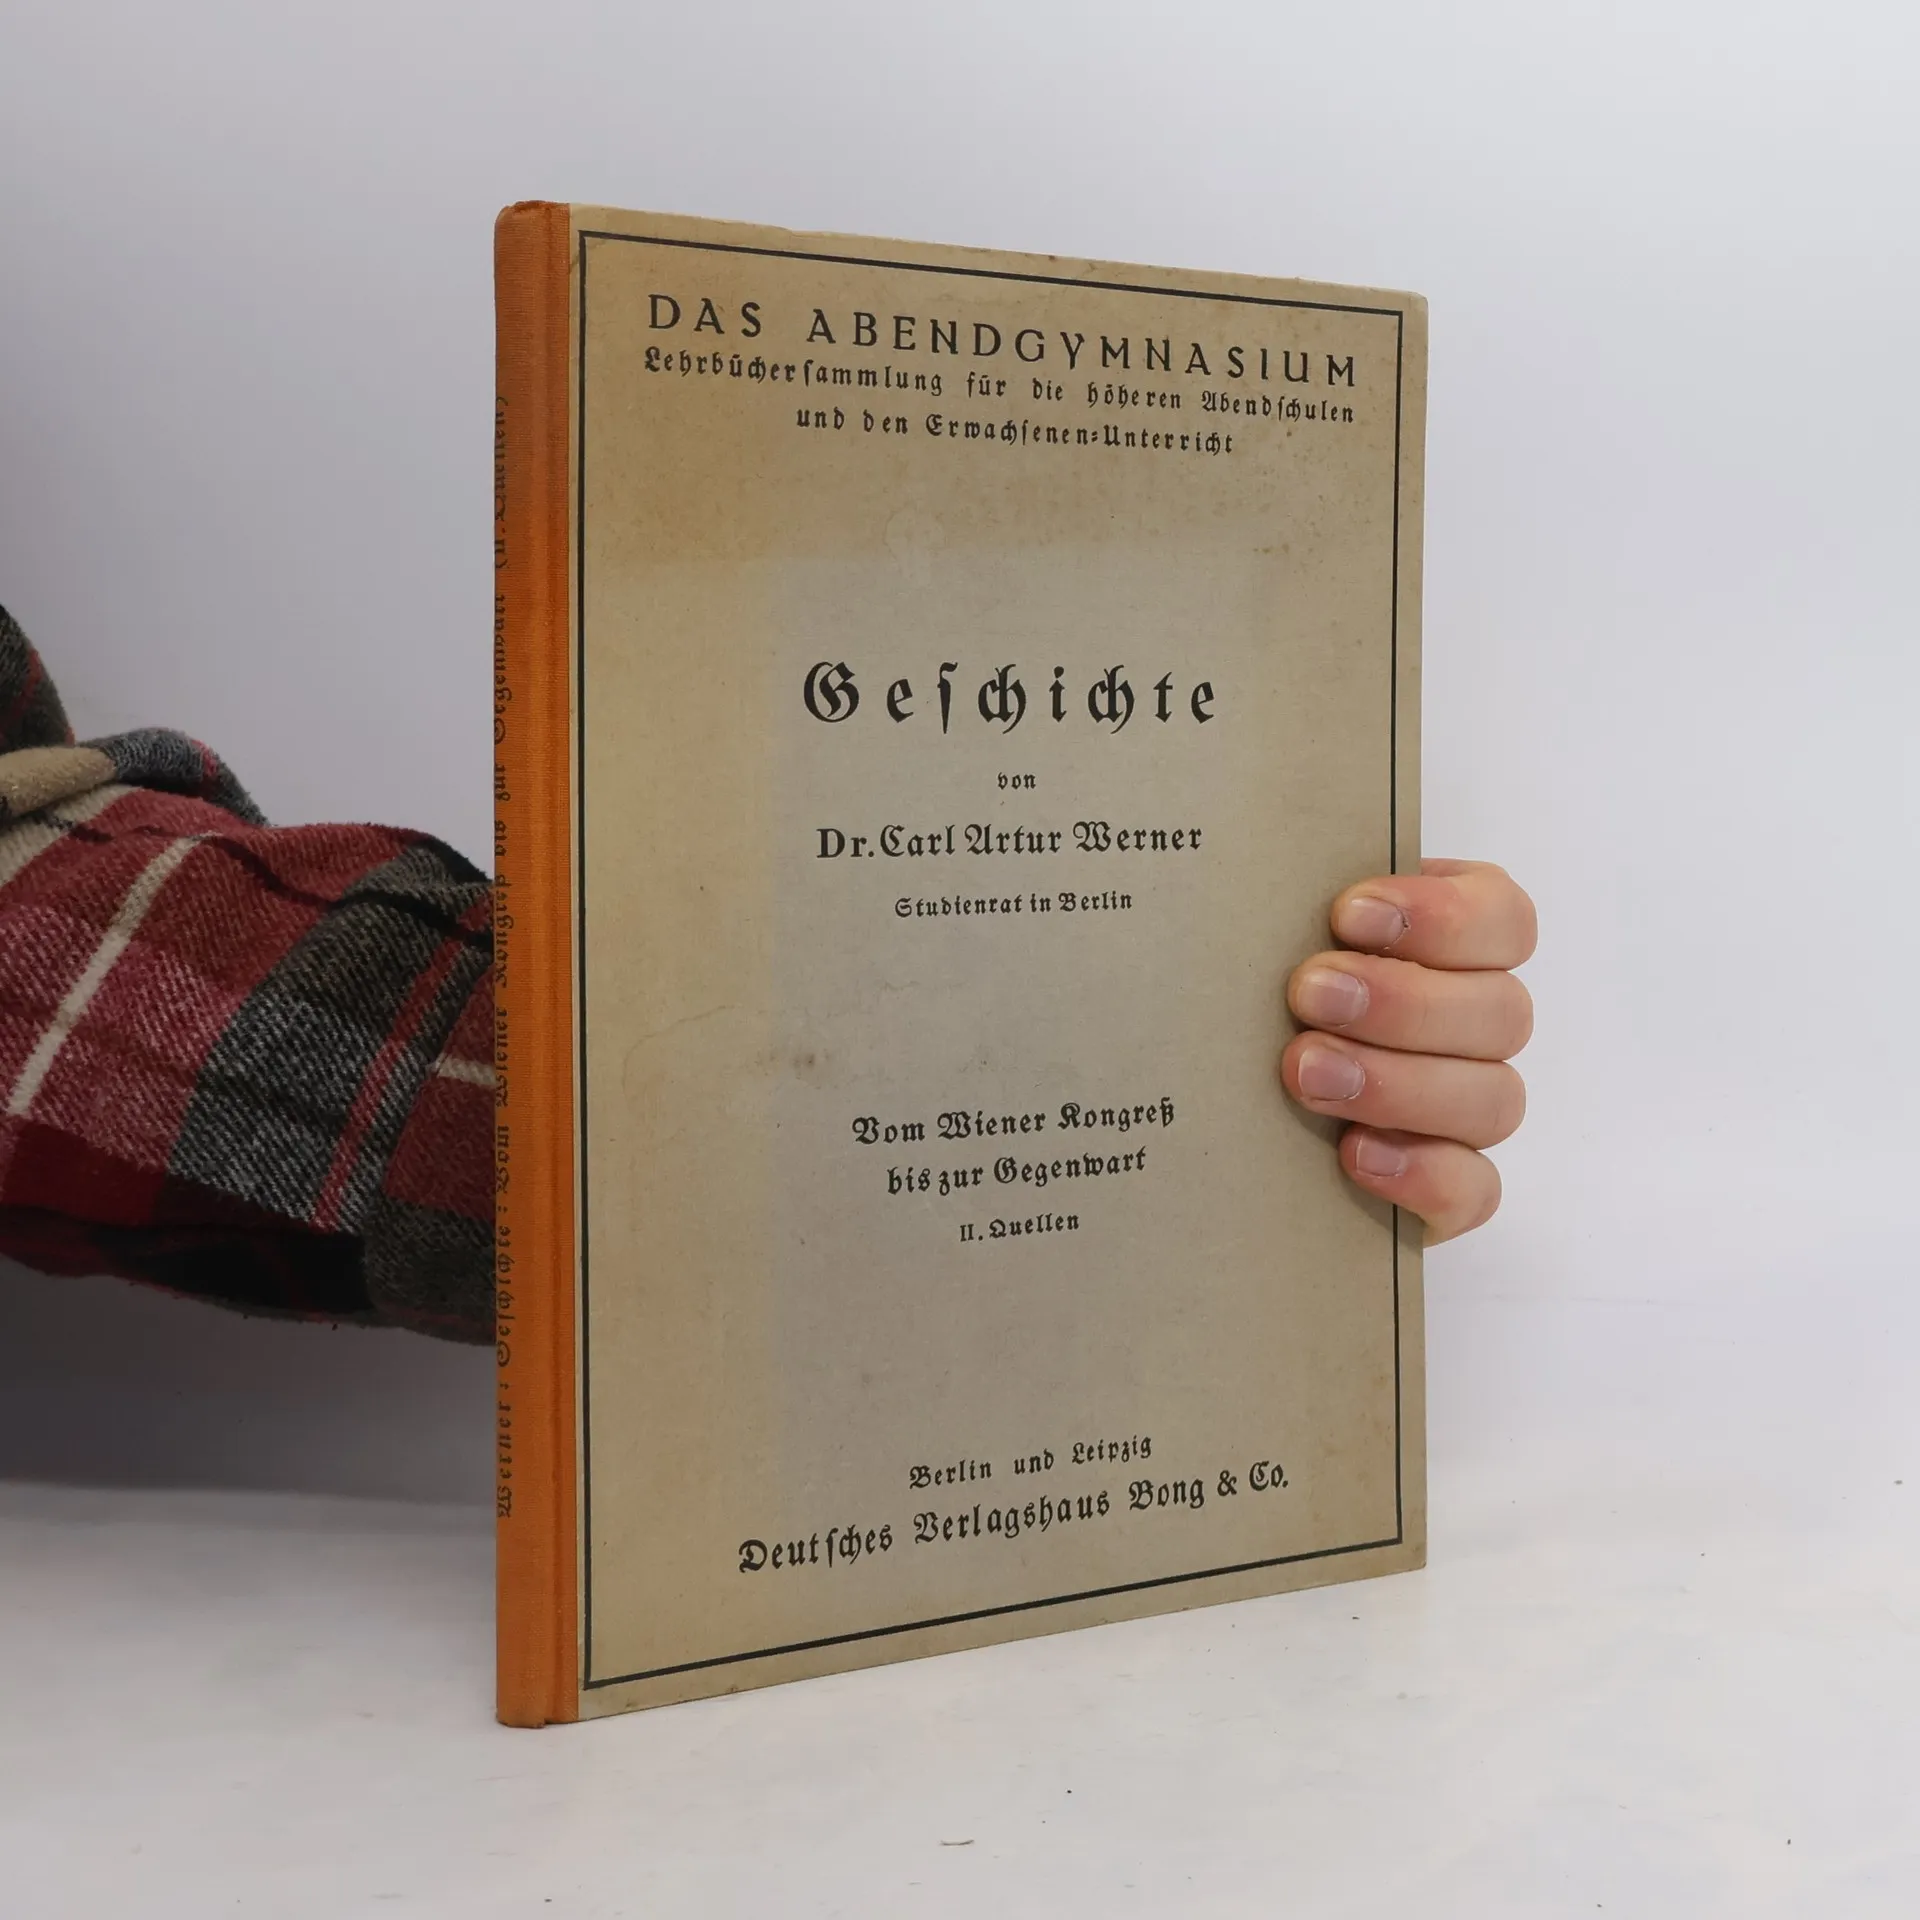 DAS ABENDGYMNASIUM
Lehrbücherſammlung für die höheren Abendſchulen
und den Erwachſenen-Unterricht
Geſchichte
von
Dr. Carl Artur Werner
Studienrat in Berlin
Vom Wiener Kongreß
bis zur Gegenwart
II. Quellen
Berlin und Leipzig
Deutſches Verlagshaus Bong & Co.
Werner: Geſchichte: Vom Wiener Kongreß bis zur Gegenwart (II. Quellen)